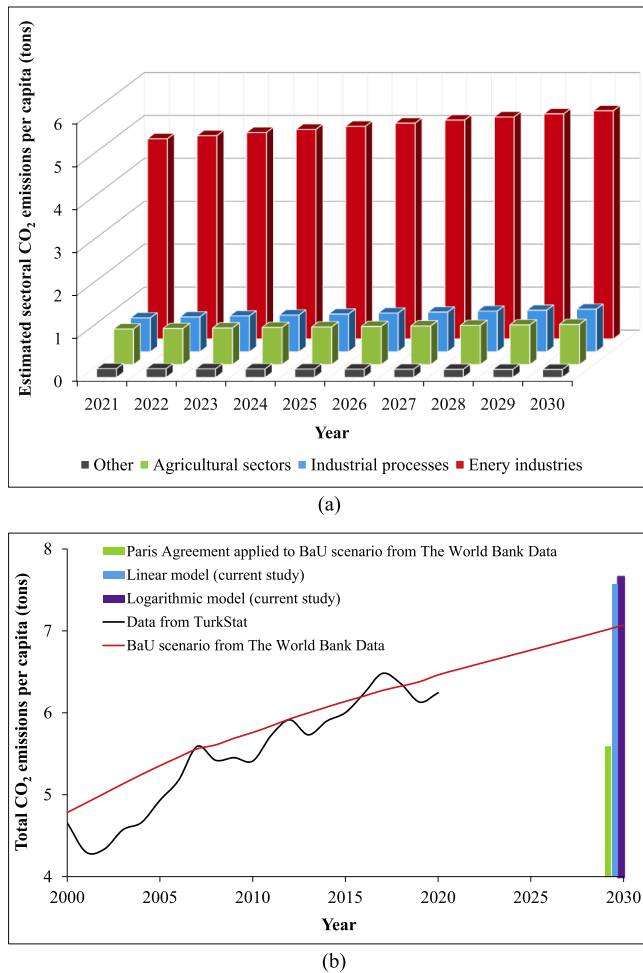 Estimated sectoral CO₂ emissions per capita (tons)
6
5
4
3
2
1
0
2021 2022 2023 2024 2025 2026 2027 2028 2029 2030
Year
Other Agricultural sectors Industrial processes Enery industries
(a)
Total CO₂ emissions per capita (tons)
8
7
6
5
4
Paris Agreement applied to BaU scenario from The World Bank Data
Linear model (current study)
Logarithmic model (current study)
Data from TurkStat
BaU scenario from The World Bank Data
2000 2005 2010 2015 2020 2025 2030
Year
(b)